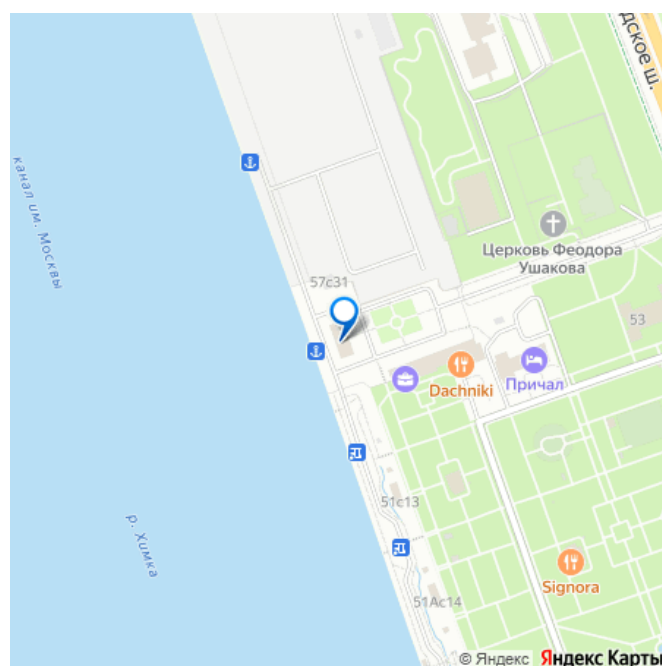 дское ш.
канал им. Москвы
Церковь Феодора
Ушакова
57с31
53
Dachniki
Причал
51с13
р. Химка
Signora
51Ас14
© Яндекс Яндекс Карты